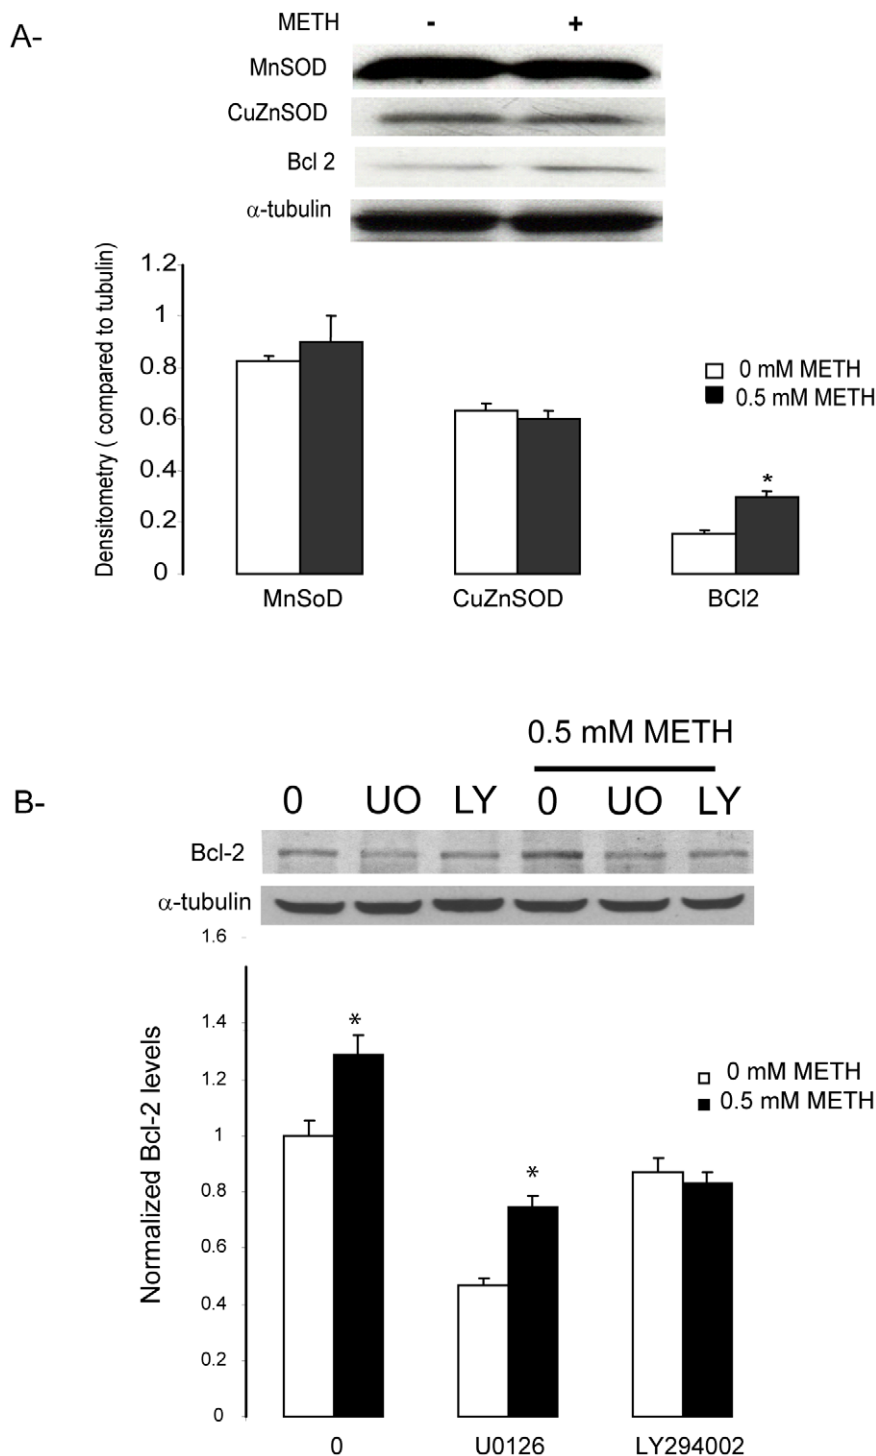 A-
METH - +
MnSOD
CuZnSOD
Bcl 2
α-tubulin
Densitometry ( compared to tubulin)
1.2
1
0.8
0.6
0.4
0.2
0
*
0 mM METH
0.5 mM METH
MnSoD CuZnSOD BCl2
B-
0.5 mM METH
0 UO LY 0 UO LY
Bcl-2
α-tubulin
Normalized Bcl-2 levels
1.6
1.4
1.2
1
0.8
0.6
0.4
0.2
0
*
*
0 mM METH
0.5 mM METH
0 U0126 LY294002